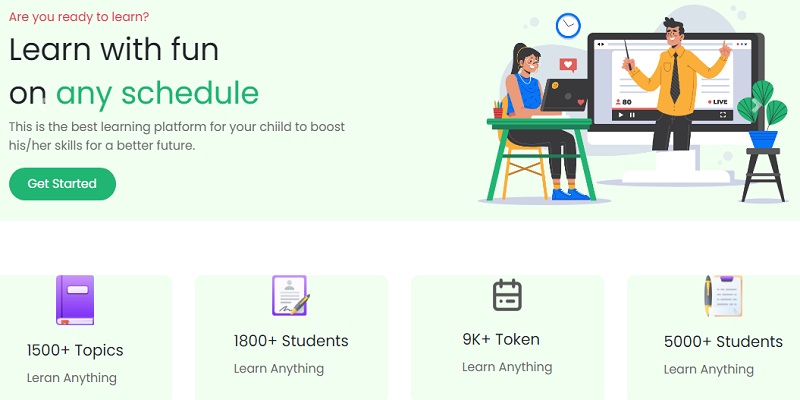 Are you ready to learn?
Learn with fun
on any schedule
This is the best learning platform for your chiild to boost
his/her skills for a better future.
Get Started
80
LIVE
1500+ Topics
Leran Anything
1800+ Students
Learn Anything
9K+ Token
Learn Anything
5000+ Students
Learn Anything